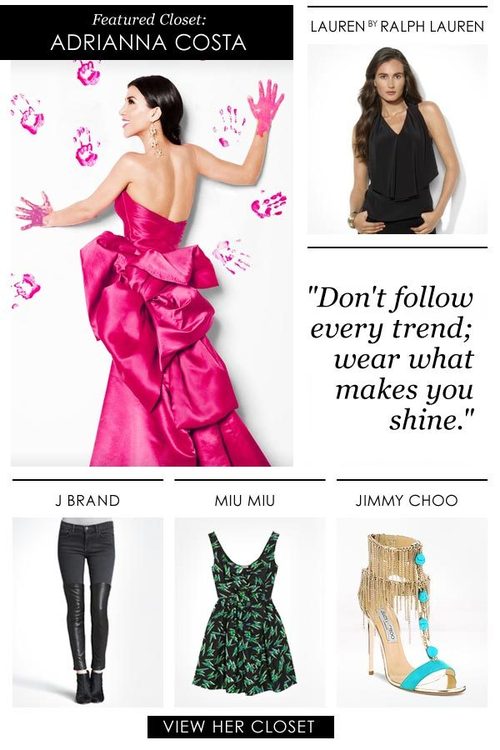 Featured Closet:
ADRIANNA COSTA
LAUREN BY RALPH LAUREN
"Don't follow
every trend;
wear what
makes you
shine."
J BRAND
MIU MIU
JIMMY CHOO
VIEW HER CLOSET